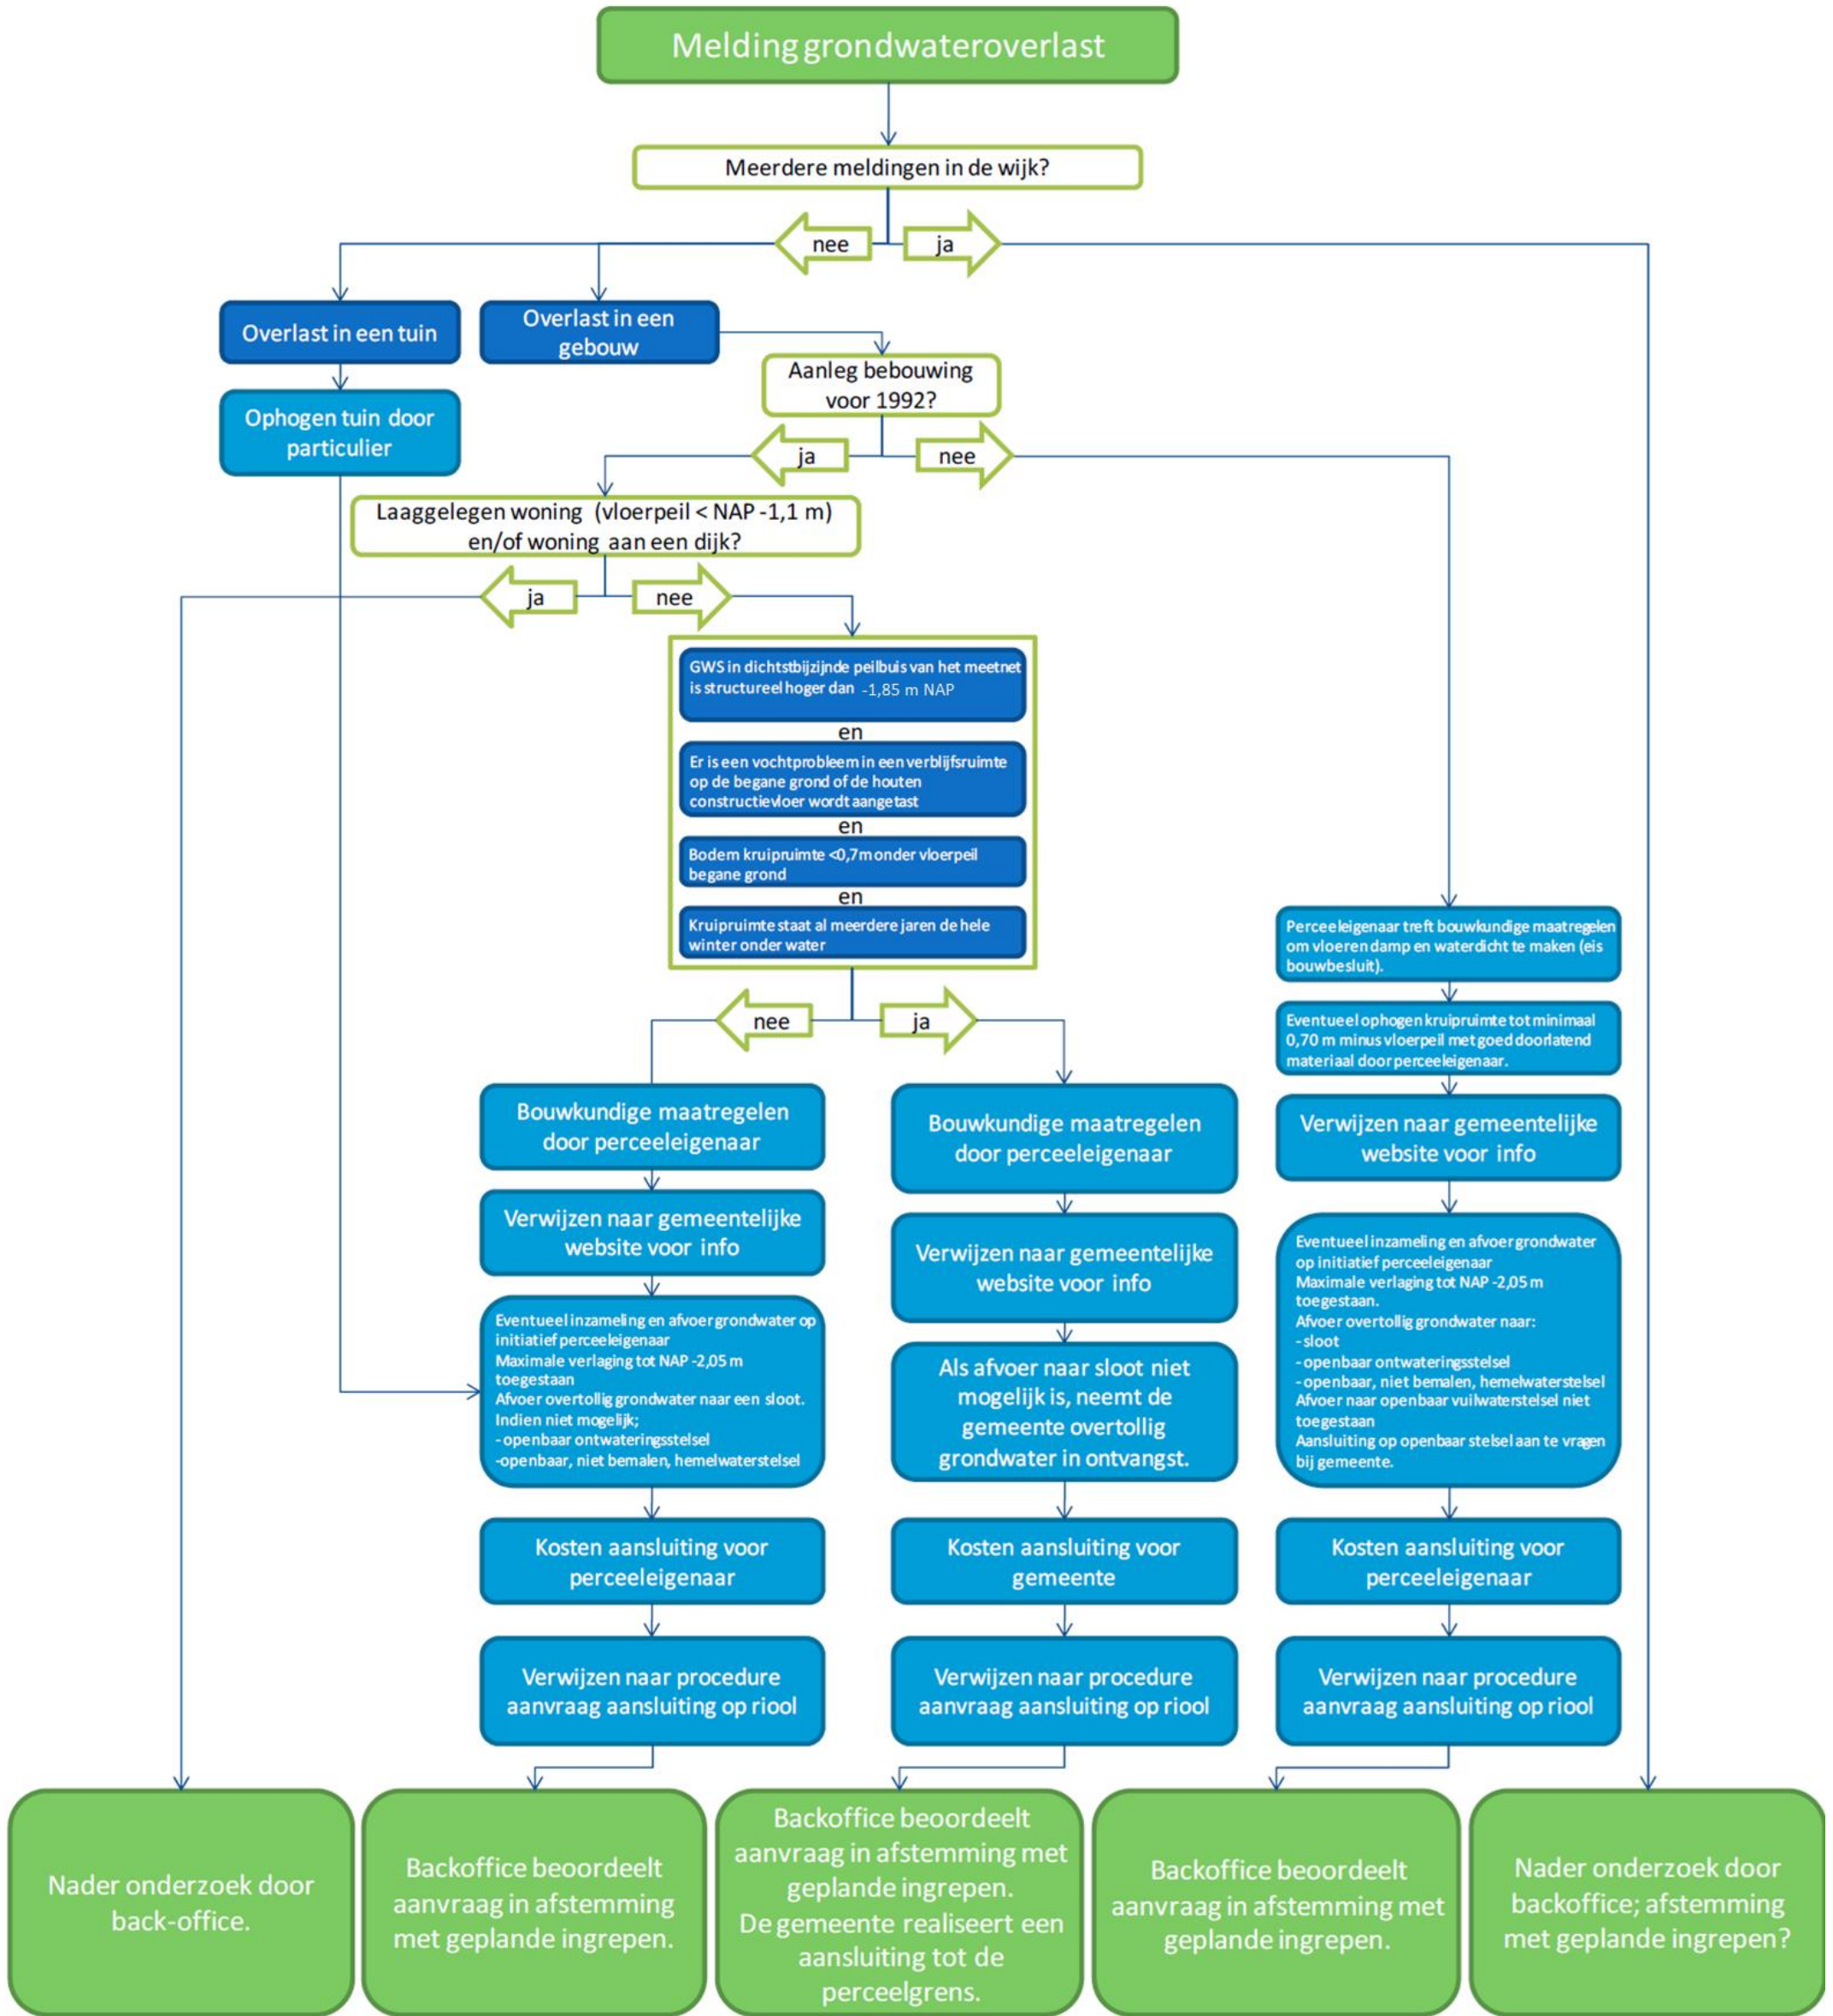 Melding grondwateroverlast
Meerdere meldingen in de wijk?
nee
ja
Overlast in een tuin
Overlast in een
gebouw
Aanleg bebouwing
voor 1992?
Ophogen tuin door
particulier
ja
nee
Laaggelegen woning (vloerpeil < NAP -1,1 m)
en/of woning aan een dijk?
ja
nee
GWS in dichtstbijzijnde peilbuis van het meetnet
is structureel hoger dan -1,85 m NAP
en
Er is een vochtprobleem in een verblijfsruimte
op de begane grond of de houten
constructievloer wordt aangetast
en
Bodem kruipruimte <0,7m onder vloerpeil
begane grond
en
Kruipruimte staat al meerdere jaren de hele
winter onder water
nee
ja
Bouwkundige maatregelen
door perceeleigenaar
Verwijzen naar gemeentelijke
website voor info
Eventueel inzameling en afvoer grondwater op
initiatief perceeleigenaar
Maximale verlaging tot NAP -2,05 m
toegestaan
Afvoer overtollig grondwater naar een sloot.
Indien niet mogelijk;
- openbaar ontwateringsstelsel
-openbaar, niet bemalen, hemelwaterstelsel
Kosten aansluiting voor
perceeleigenaar
Verwijzen naar procedure
aanvraag aansluiting op riool
Bouwkundige maatregelen
door perceeleigenaar
Verwijzen naar gemeentelijke
website voor info
Als afvoer naar sloot niet
mogelijk is, neemt de
gemeente overtollig
grondwater in ontvangst.
Kosten aansluiting voor
gemeente
Verwijzen naar procedure
aanvraag aansluiting op riool
Perceeleigenaar treft bouwkundige maatregelen
om vloeren damp en waterdicht te maken (eis
bouwbesluit).
Eventueel ophogen kruipruimte tot minimaal
0,70 m minus vloerpeil met goed doorlatend
materiaal door perceeleigenaar.
Verwijzen naar gemeentelijke
website voor info
Eventueel inzameling en afvoer grondwater
op initiatief perceeleigenaar
Maximale verlaging tot NAP -2,05 m
toegestaan.
Afvoer overtollig grondwater naar:
- sloot
- openbaar ontwateringsstelsel
- openbaar, niet bemalen, hemelwaterstelsel
Afvoer naar openbaar vuilwaterstelsel niet
toegestaan
Aansluiting op openbaar stelsel aan te vragen
bij gemeente.
Kosten aansluiting voor
perceeleigenaar
Verwijzen naar procedure
aanvraag aansluiting op riool
Nader onderzoek door
back-office.
Backoffice beoordeelt
aanvraag in afstemming
met geplande ingrepen.
Backoffice beoordeelt
aanvraag in afstemming met
geplande ingrepen.
De gemeente realiseert een
aansluiting tot de
perceelgrens.
Backoffice beoordeelt
aanvraag in afstemming met
geplande ingrepen.
Nader onderzoek door
backoffice; afstemming
met geplande ingrepen?